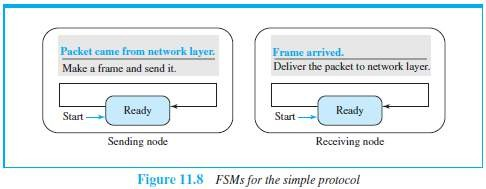 Packet came from network layer.
Make a frame and send it.
Start
Ready
Sending node
Frame arrived.
Deliver the packet to network layer.
Start
Ready
Receiving node
Figure 11.8 FSMs for the simple protocol